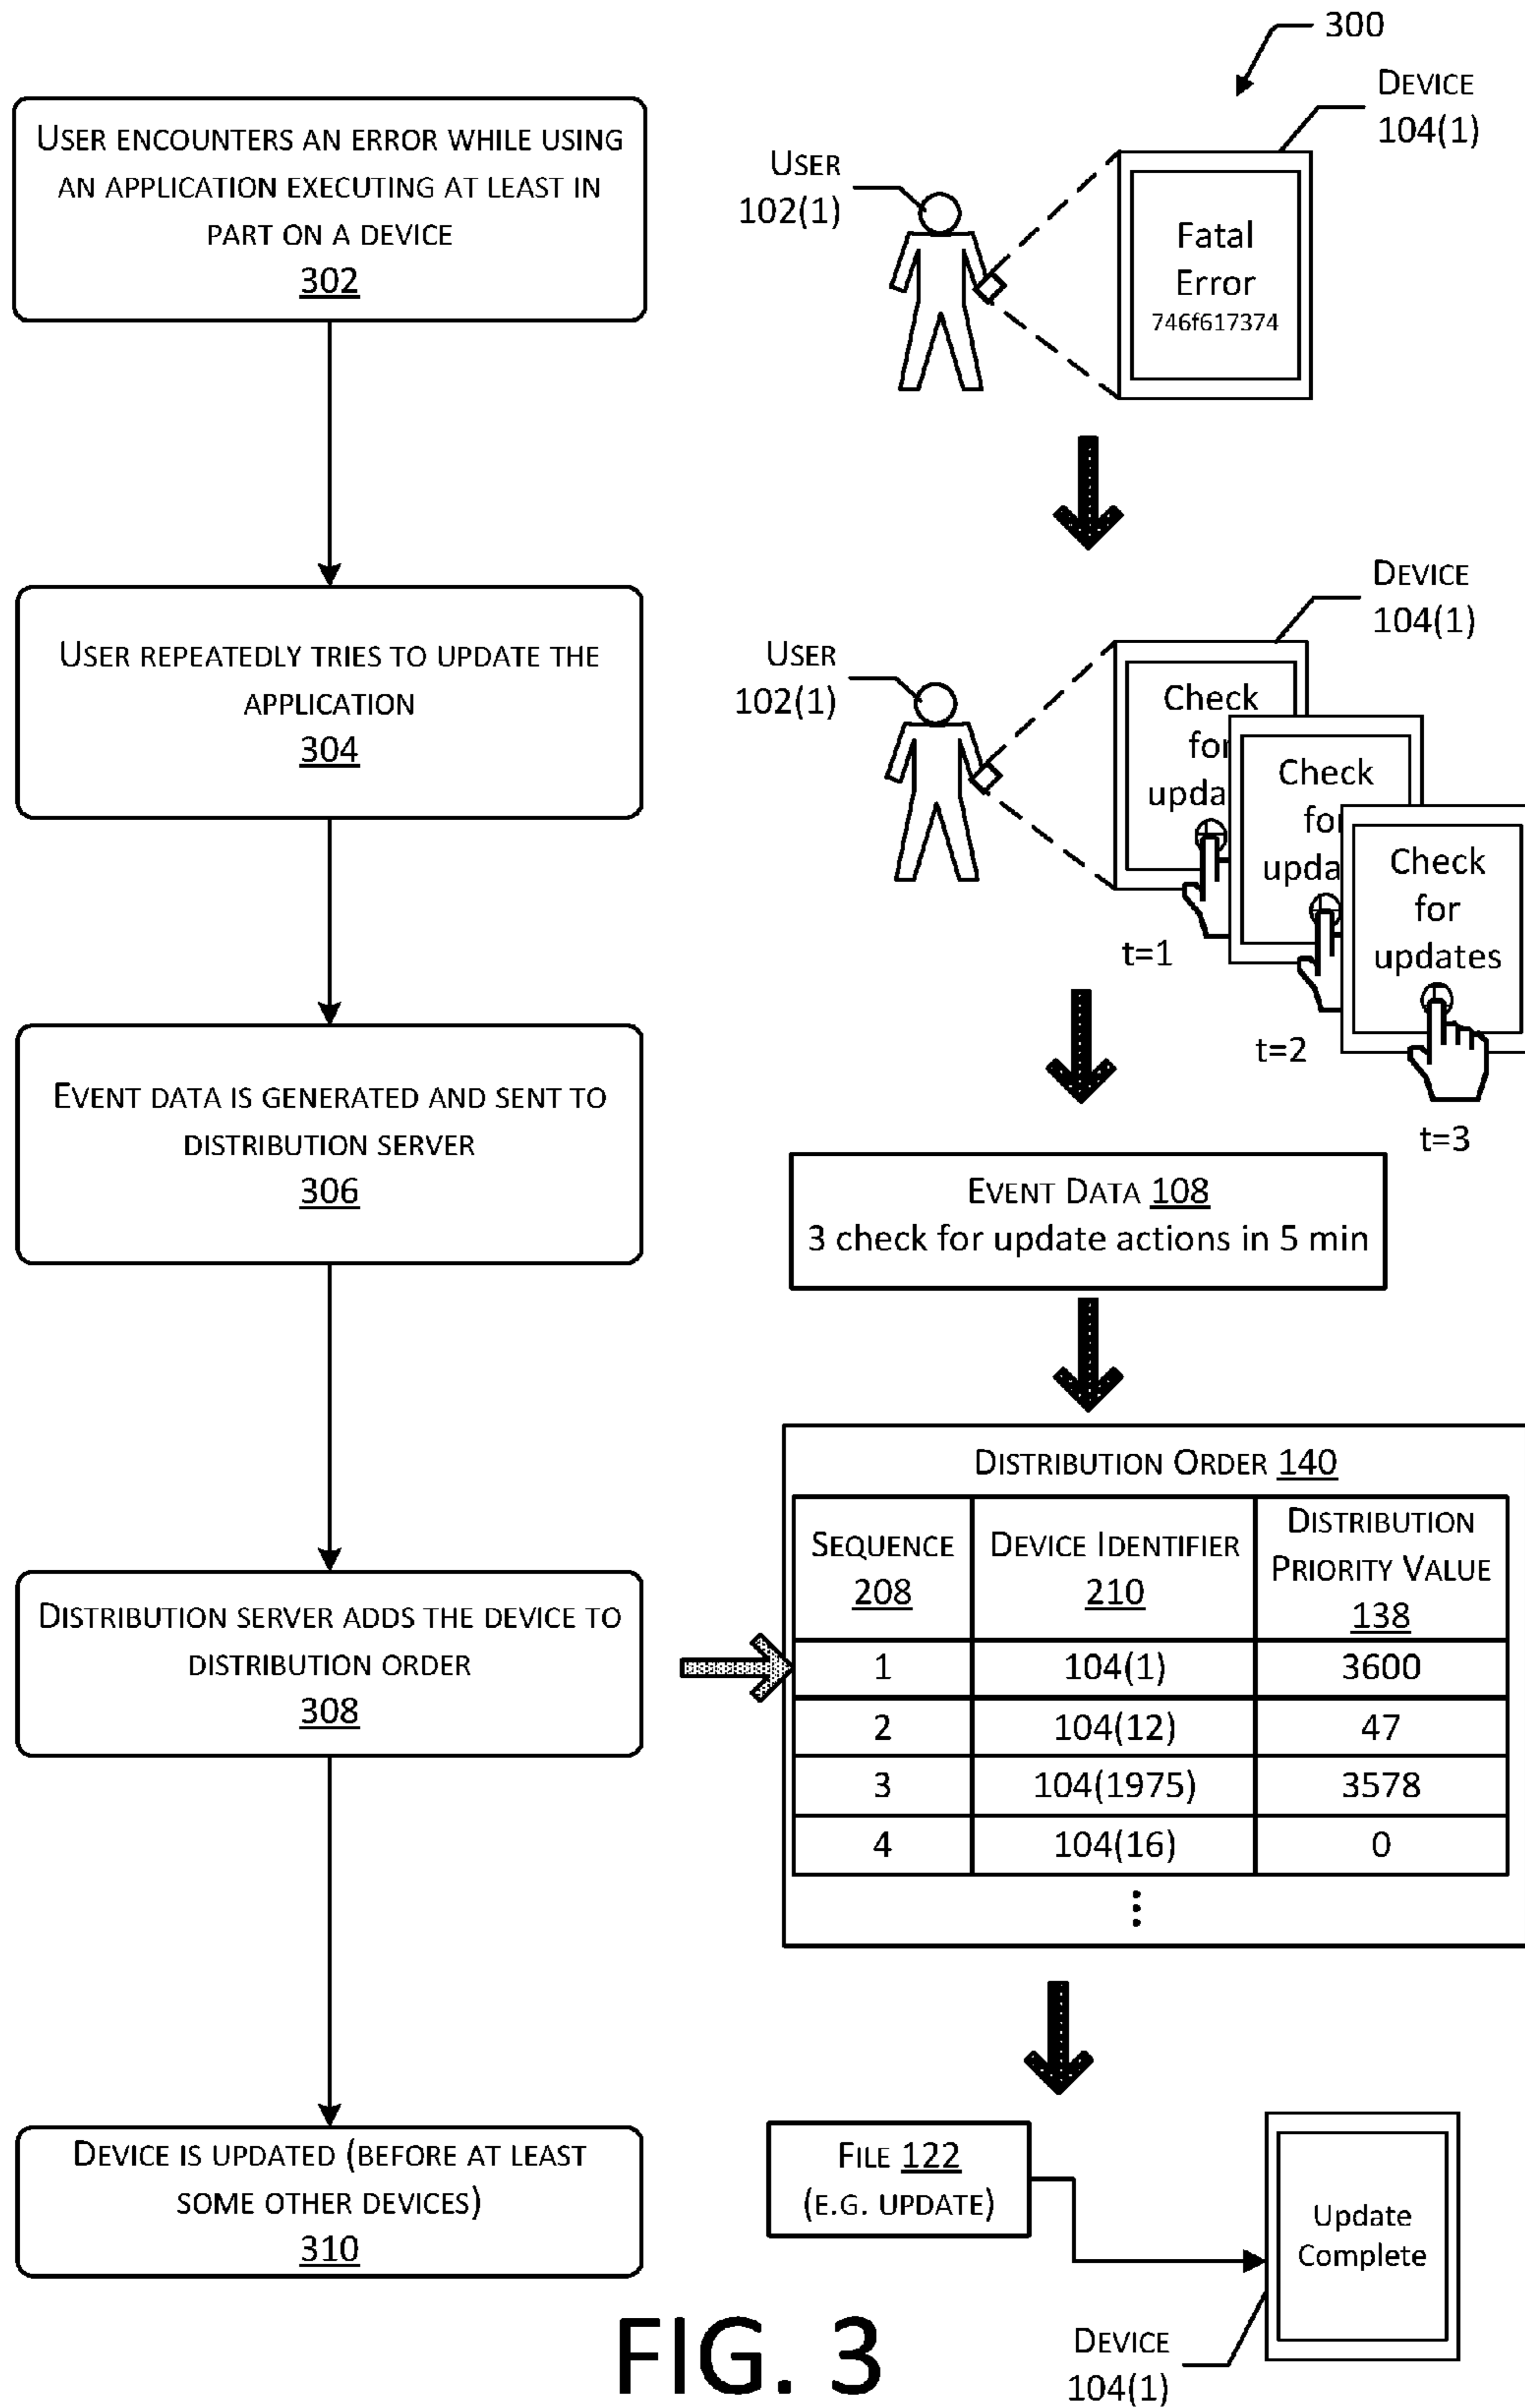 300
DEVICE
104(1)
USER ENCOUNTERS AN ERROR WHILE USING
AN APPLICATION EXECUTING AT LEAST IN
PART ON A DEVICE
302
USER
102(1)
Fatal
Error
746f617374
USER REPEATEDLY TRIES TO UPDATE THE
APPLICATION
304
USER
102(1)
DEVICE
104(1)
Check
for
upda
t=1
Check
for
upda
t=2
Check
for
updates
t=3
EVENT DATA IS GENERATED AND SENT TO
DISTRIBUTION SERVER
306
EVENT DATA 108
3 check for update actions in 5 min
DISTRIBUTION SERVER ADDS THE DEVICE TO
DISTRIBUTION ORDER
308
DISTRIBUTION ORDER 140
SEQUENCE 208 DEVICE IDENTIFIER 210 DISTRIBUTION PRIORITY VALUE 138
1 104(1) 3600
2 104(12) 47
3 104(1975) 3578
4 104(16) 0
DEVICE IS UPDATED (BEFORE AT LEAST
SOME OTHER DEVICES)
310
FILE 122
(E.G. UPDATE)
Update
Complete
DEVICE
104(1)
FIG. 3